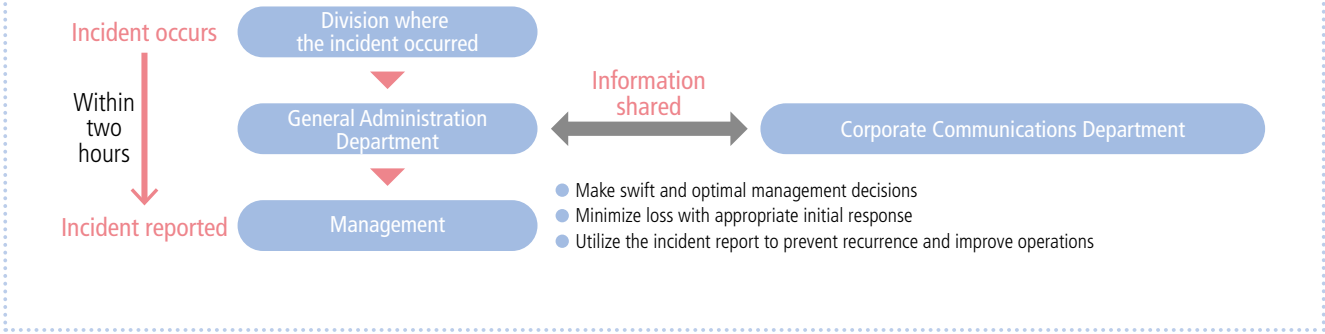 Incident occurs
Division where
the incident occurred
Within
two
hours
General Administration
Department
Information
shared
Corporate Communications Department
Incident reported
Management
Make swift and optimal management decisions
Minimize loss with appropriate initial response
Utilize the incident report to prevent recurrence and improve operations